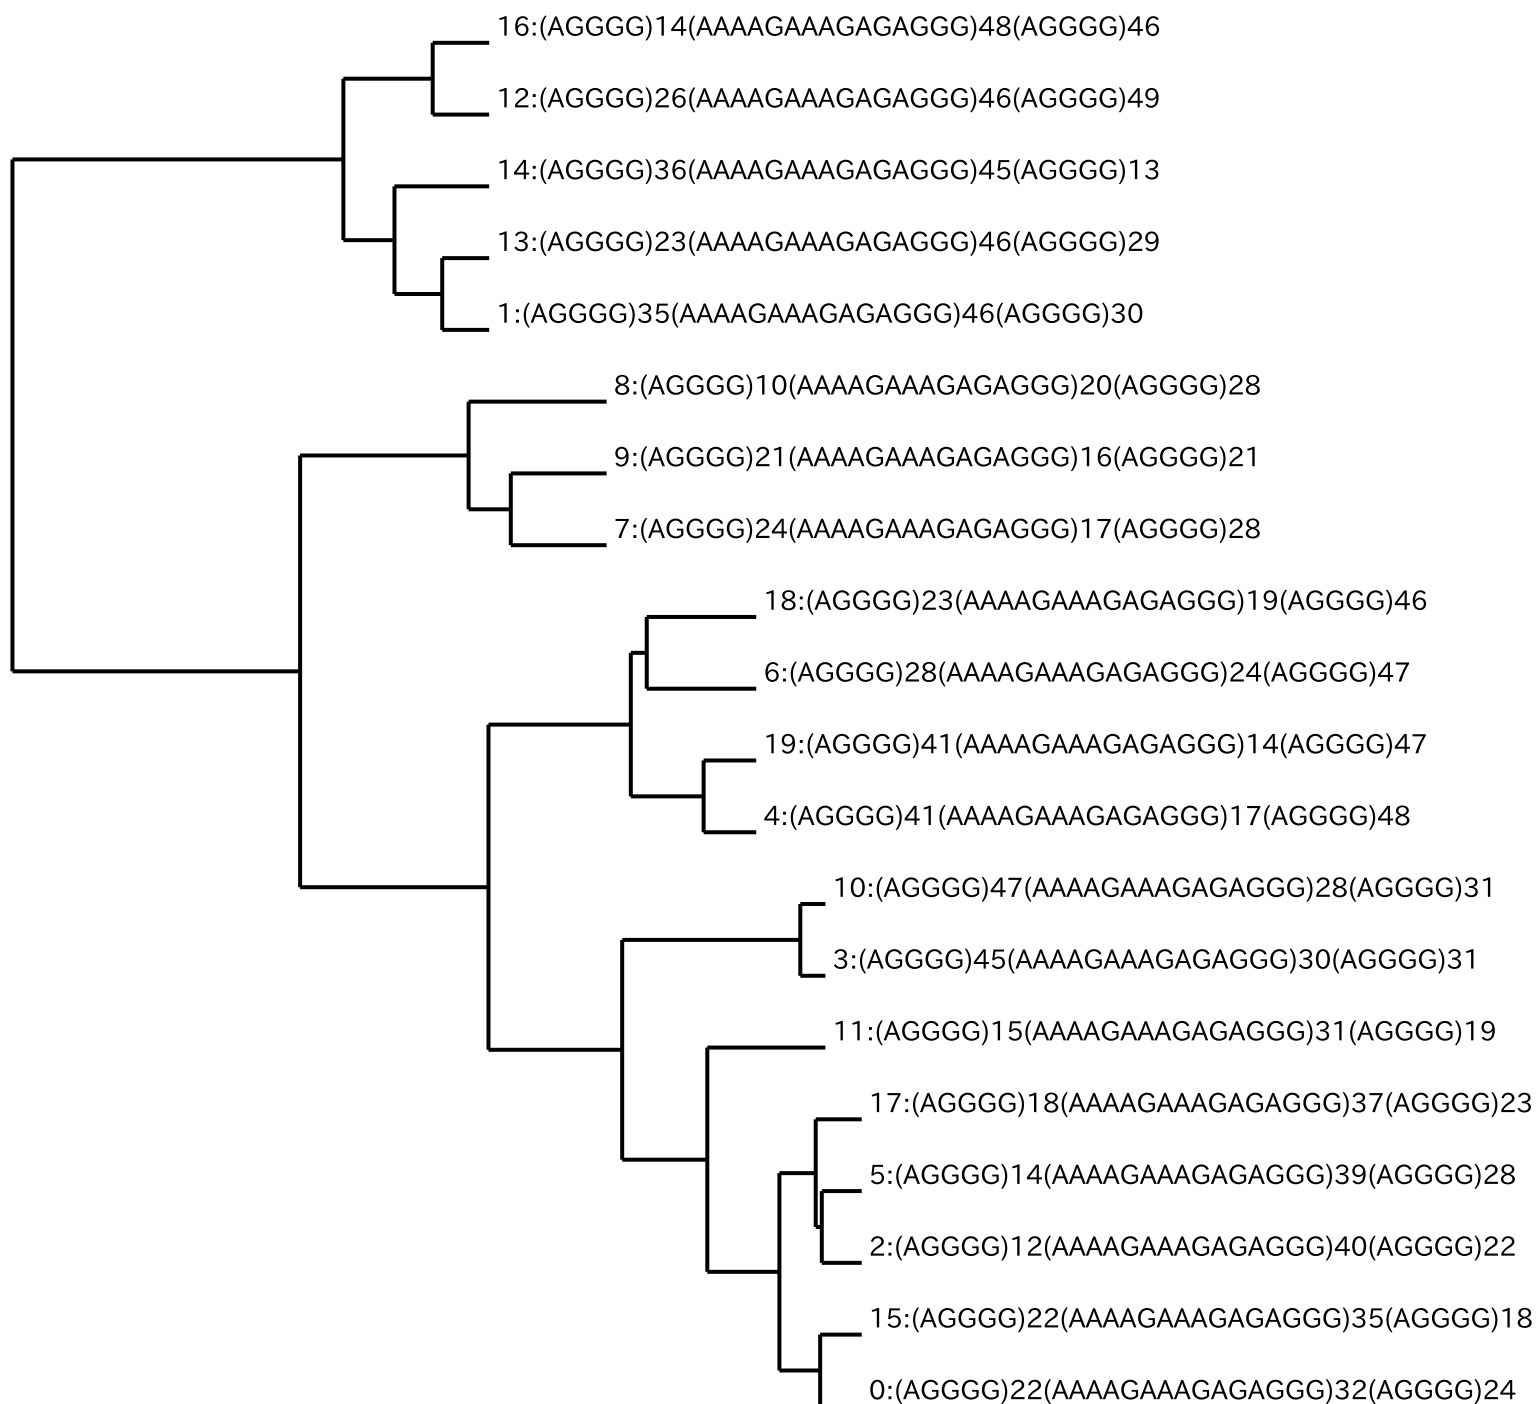 16:(AGGGG)14(AAAAGAAAGAGAGGG)48(AGGGG)46
12:(AGGGG)26(AAAAGAAAGAGAGGG)46(AGGGG)49
14:(AGGGG)36(AAAAGAAAGAGAGGG)45(AGGGG)13
13:(AGGGG)23(AAAAGAAAGAGAGGG)46(AGGGG)29
1:(AGGGG)35(AAAAGAAAGAGAGGG)46(AGGGG)30
8:(AGGGG)10(AAAAGAAAGAGAGGG)20(AGGGG)28
9:(AGGGG)21(AAAAGAAAGAGAGGG)16(AGGGG)21
7:(AGGGG)24(AAAAGAAAGAGAGGG)17(AGGGG)28
18:(AGGGG)23(AAAAGAAAGAGAGGG)19(AGGGG)46
6:(AGGGG)28(AAAAGAAAGAGAGGG)24(AGGGG)47
19:(AGGGG)41(AAAAGAAAGAGAGGG)14(AGGGG)47
4:(AGGGG)41(AAAAGAAAGAGAGGG)17(AGGGG)48
10:(AGGGG)47(AAAAGAAAGAGAGGG)28(AGGGG)31
3:(AGGGG)45(AAAAGAAAGAGAGGG)30(AGGGG)31
11:(AGGGG)15(AAAAGAAAGAGAGGG)31(AGGGG)19
17:(AGGGG)18(AAAAGAAAGAGAGGG)37(AGGGG)23
5:(AGGGG)14(AAAAGAAAGAGAGGG)39(AGGGG)28
2:(AGGGG)12(AAAAGAAAGAGAGGG)40(AGGGG)22
15:(AGGGG)22(AAAAGAAAGAGAGGG)35(AGGGG)18
0:(AGGGG)22(AAAAGAAAGAGAGGG)32(AGGGG)24